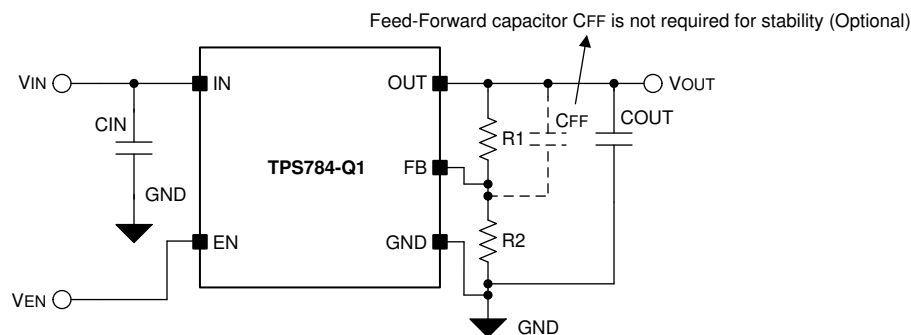 Feed-Forward capacitor CFF is not required for stability (Optional)
VIN
IN
OUT
VOUT
CIN
R1
CFF
COUT
TPS784-Q1
FB
GND
EN
GND
R2
VEN
GND